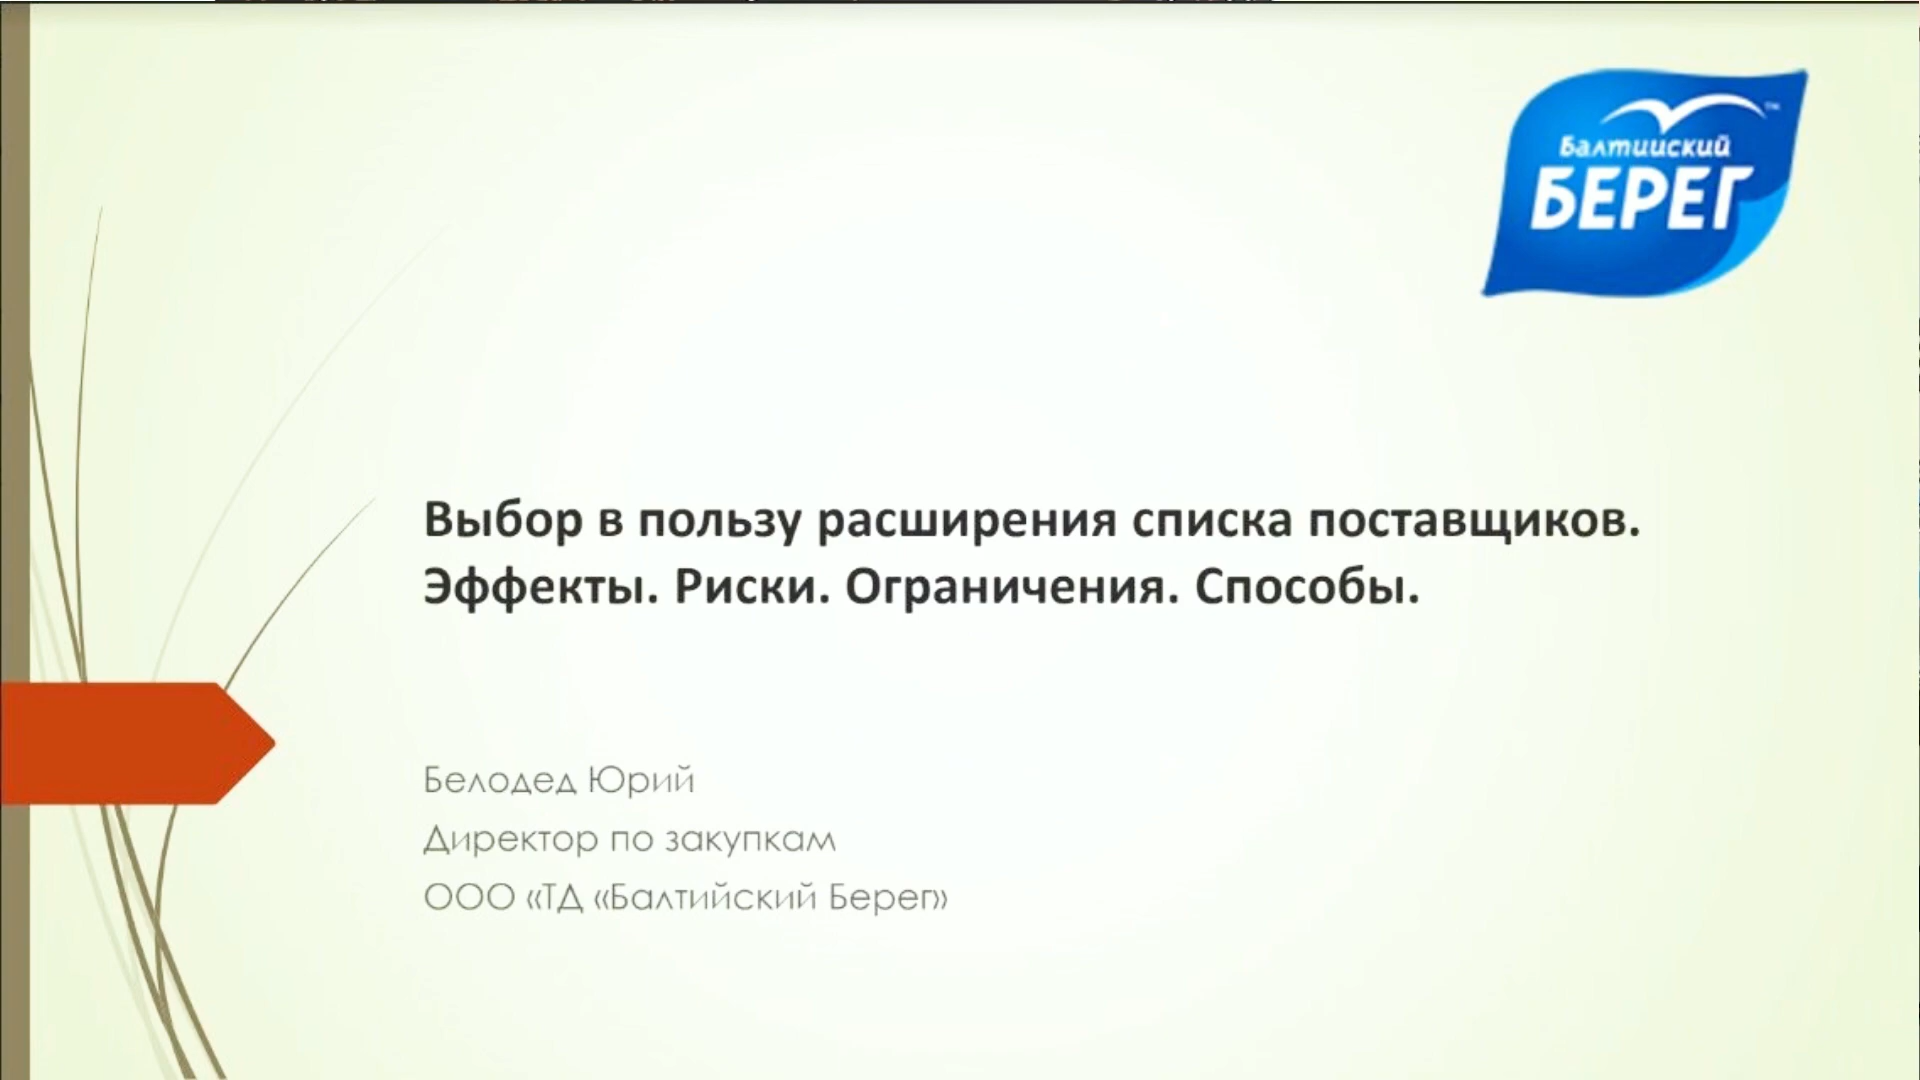 Балтийский
БЕРЕГ
™
Выбор в пользу расширения списка поставщиков.
Эффекты. Риски. Ограничения. Способы.
Белодед Юрий
Директор по закупкам
ООО «ТД «Балтийский Берег»